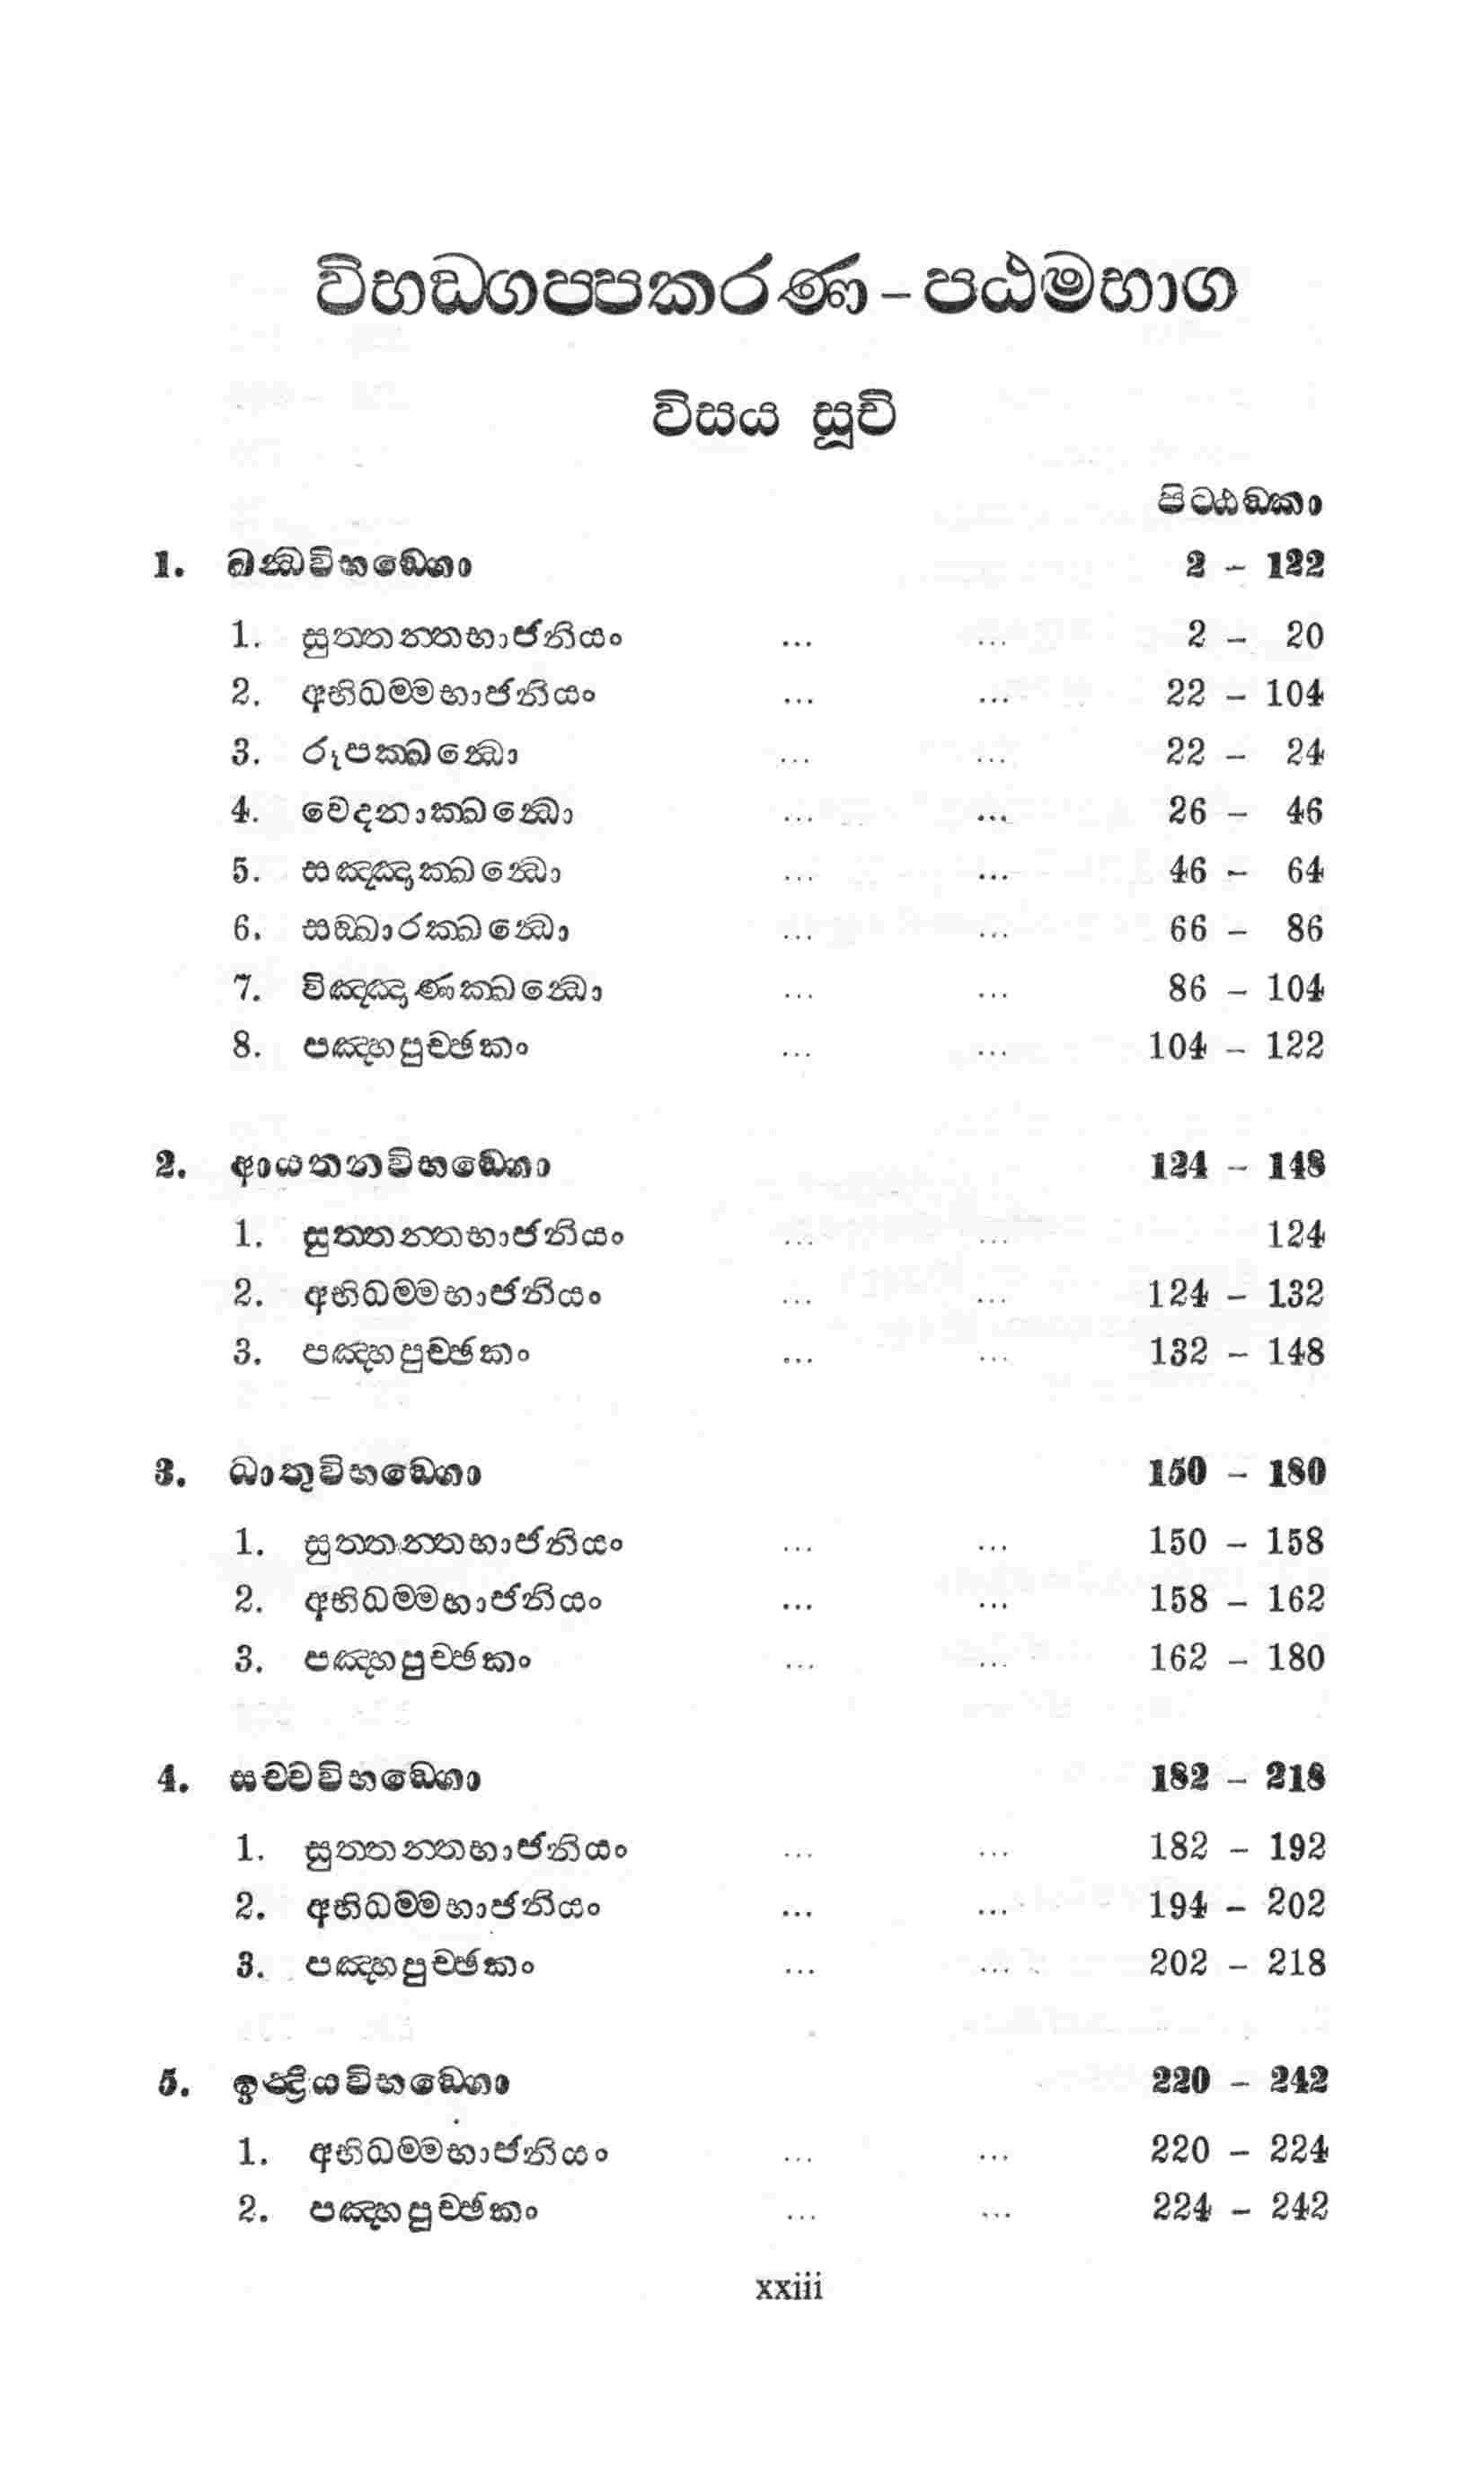 විභඞ්ගප්පකරණ – පඨමභාග
විසය සූචි
පිට්ඨඞ්කා
1. ඛන්ධවිභඞ්ගො 2 – 122
1. සුත්තන්තභාජනියං ... ... 2 – 20
2. අභිධම්මභාජනියං ... ... 22 – 104
3. රූපක්ඛන්ධො ... ... 22 – 24
4. වෙදනාක්ඛන්ධො ... ... 26 – 46
5. සඤ්ඤාක්ඛන්ධො ... ... 46 – 64
6. සඞ්ඛාරක්ඛන්ධො ... ... 66 – 86
7. විඤ්ඤාණක්ඛන්ධො ... ... 86 – 104
8. පඤ්හපුච්ඡකං ... ... 104 – 122
2. ආයතනවිභඞ්ගො 124 – 148
1. සුත්තන්තභාජනියං ... ... 124
2. අභිධම්මභාජනියං ... ... 124 – 132
3. පඤ්හපුච්ඡකං ... ... 132 – 148
3. ධාතුවිභඞ්ගො 150 – 180
1. සුත්තන්තභාජනියං ... ... 150 – 158
2. අභිධම්මභාජනියං ... ... 158 – 162
3. පඤ්හපුච්ඡකං ... ... 162 – 180
4. සච්චවිභඞ්ගො 182 – 218
1. සුත්තන්තභාජනියං ... ... 182 – 192
2. අභිධම්මභාජනියං ... ... 194 – 202
3. පඤ්හපුච්ඡකං ... ... 202 – 218
5. ඉන්ද්‍රියවිභඞ්ගො 220 – 242
1. අභිධම්මභාජනියං ... ... 220 – 224
2. පඤ්හපුච්ඡකං ... ... 224 – 242
xxiii